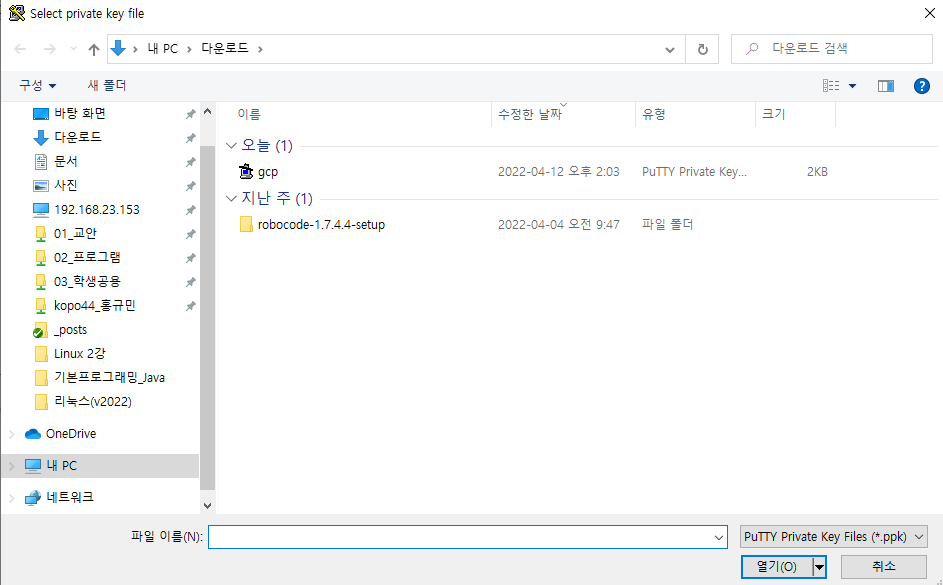 Select private key file
내 PC
다운로드
다운로드 검색
구성
새 폴더
바탕 화면
다운로드
문서
사진
192.168.23.153
01_교안
02_프로그램
03_학생공용
kopo44_홍규민
_posts
Linux 2강
기본프로그래밍_Java
리눅스(v2022)
OneDrive
내 PC
네트워크
이름 수정한 날짜 유형 크기
오늘 (1)
gcp 2022-04-12 오후 2:03 PuTTY Private Key... 2KB
지난 주 (1)
robocode-1.7.4.4-setup 2022-04-04 오전 9:47 파일 폴더
파일 이름(N):
PuTTY Private Key Files (*.ppk)
열기(O) 취소